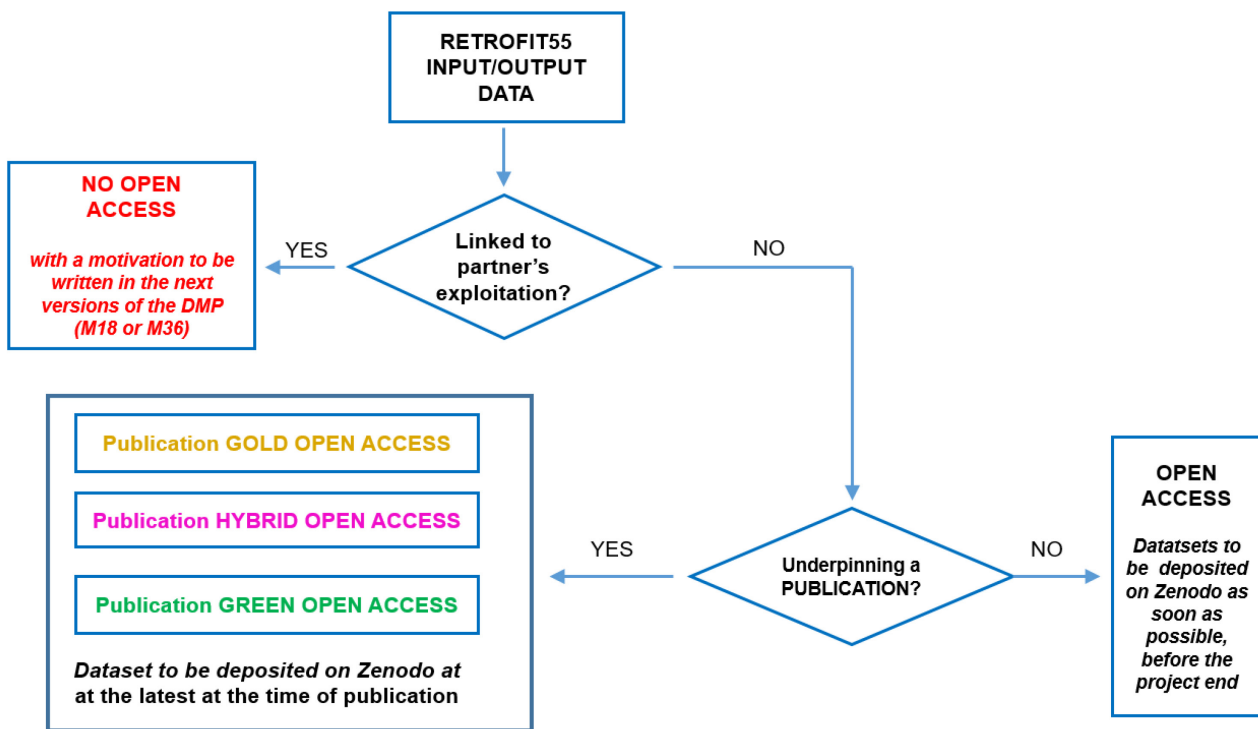 RETROFIT55
INPUT/OUTPUT
DATA
NO OPEN
ACCESS
with a motivation to be
written in the next
versions of the DMP
(M18 or M36)
YES
Linked to
partner's
exploitation?
NO
Publication GOLD OPEN ACCESS
Publication HYBRID OPEN ACCESS
Publication GREEN OPEN ACCESS
Dataset to be deposited on Zenodo at
at the latest at the time of publication
YES
Underpinning a
PUBLICATION?
NO
OPEN
ACCESS
Datatsets to
be deposited
on Zenodo as
soon as
possible,
before the
project end